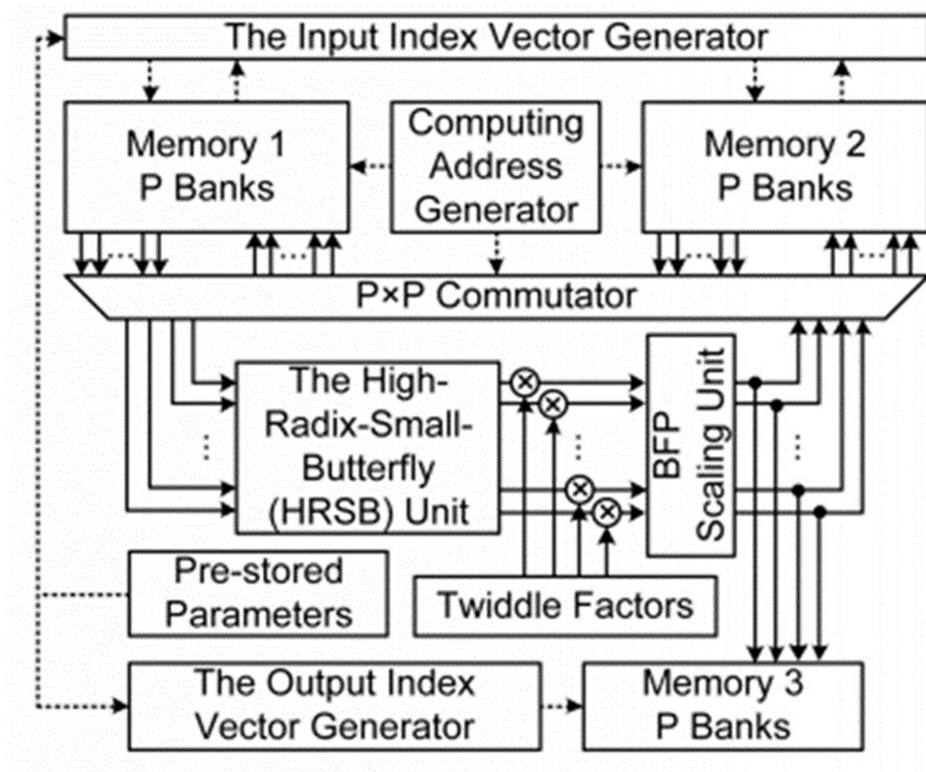 The Input Index Vector Generator
Memory 1
P Banks
Computing
Address
Generator
Memory 2
P Banks
P×P Commutator
The High-
Radix-Small-
Butterfly
(HRSB) Unit
BFP
Scaling Unit
Pre-stored
Parameters
Twiddle Factors
The Output Index
Vector Generator
Memory 3
P Banks